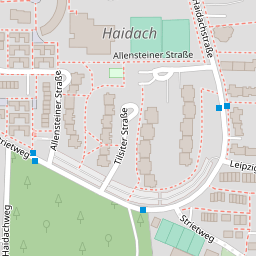 Haidach
Allensteiner Straße
Haidachstraße
Allensteiner Straße
Tilsiter Straße
Strietweg
Leipzig
Haidachweg
Strietweg